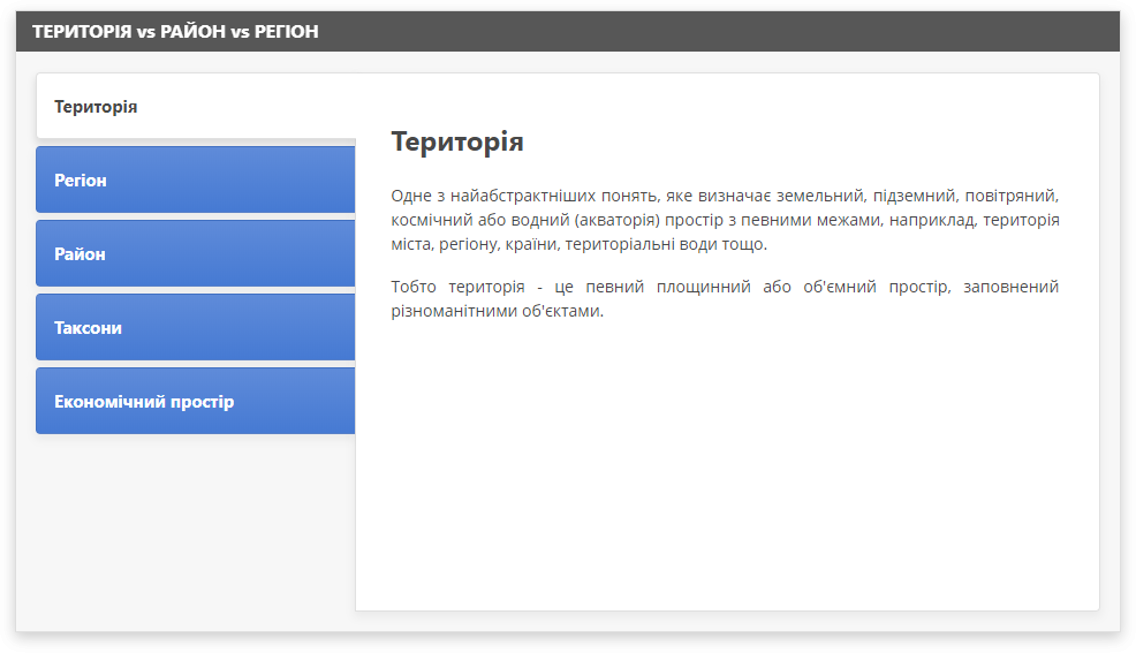 ТЕРИТОРІЯ vs РАЙОН vs РЕГІОН
Територія
Регіон
Район
Таксони
Економічний простір
Територія
Одне з найабстрактніших понять, яке визначає земельний, підземний, повітряний,
космічний або водний (акваторія) простір з певними межами, наприклад, територія
міста, регіону, країни, територіальні води тощо.
Тобто територія - це певний площинний або об'ємний простір, заповнений
різноманітними об'єктами.